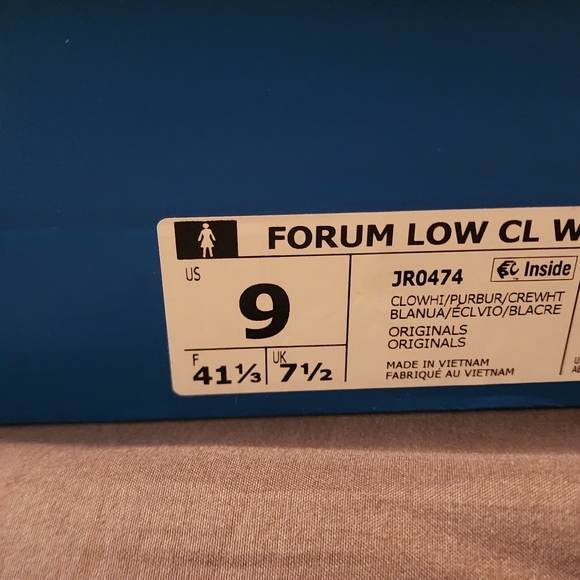 FORUM LOW CL W
US
9
F
41⅓
UK
7½
JR0474
Inside
CLOWHI/PURBUR/CREWHT
BLANUA/ÉCLVIO/BLACRE
ORIGINALS
ORIGINALS
MADE IN VIETNAM
FABRIQUÉ AU VIETNAM